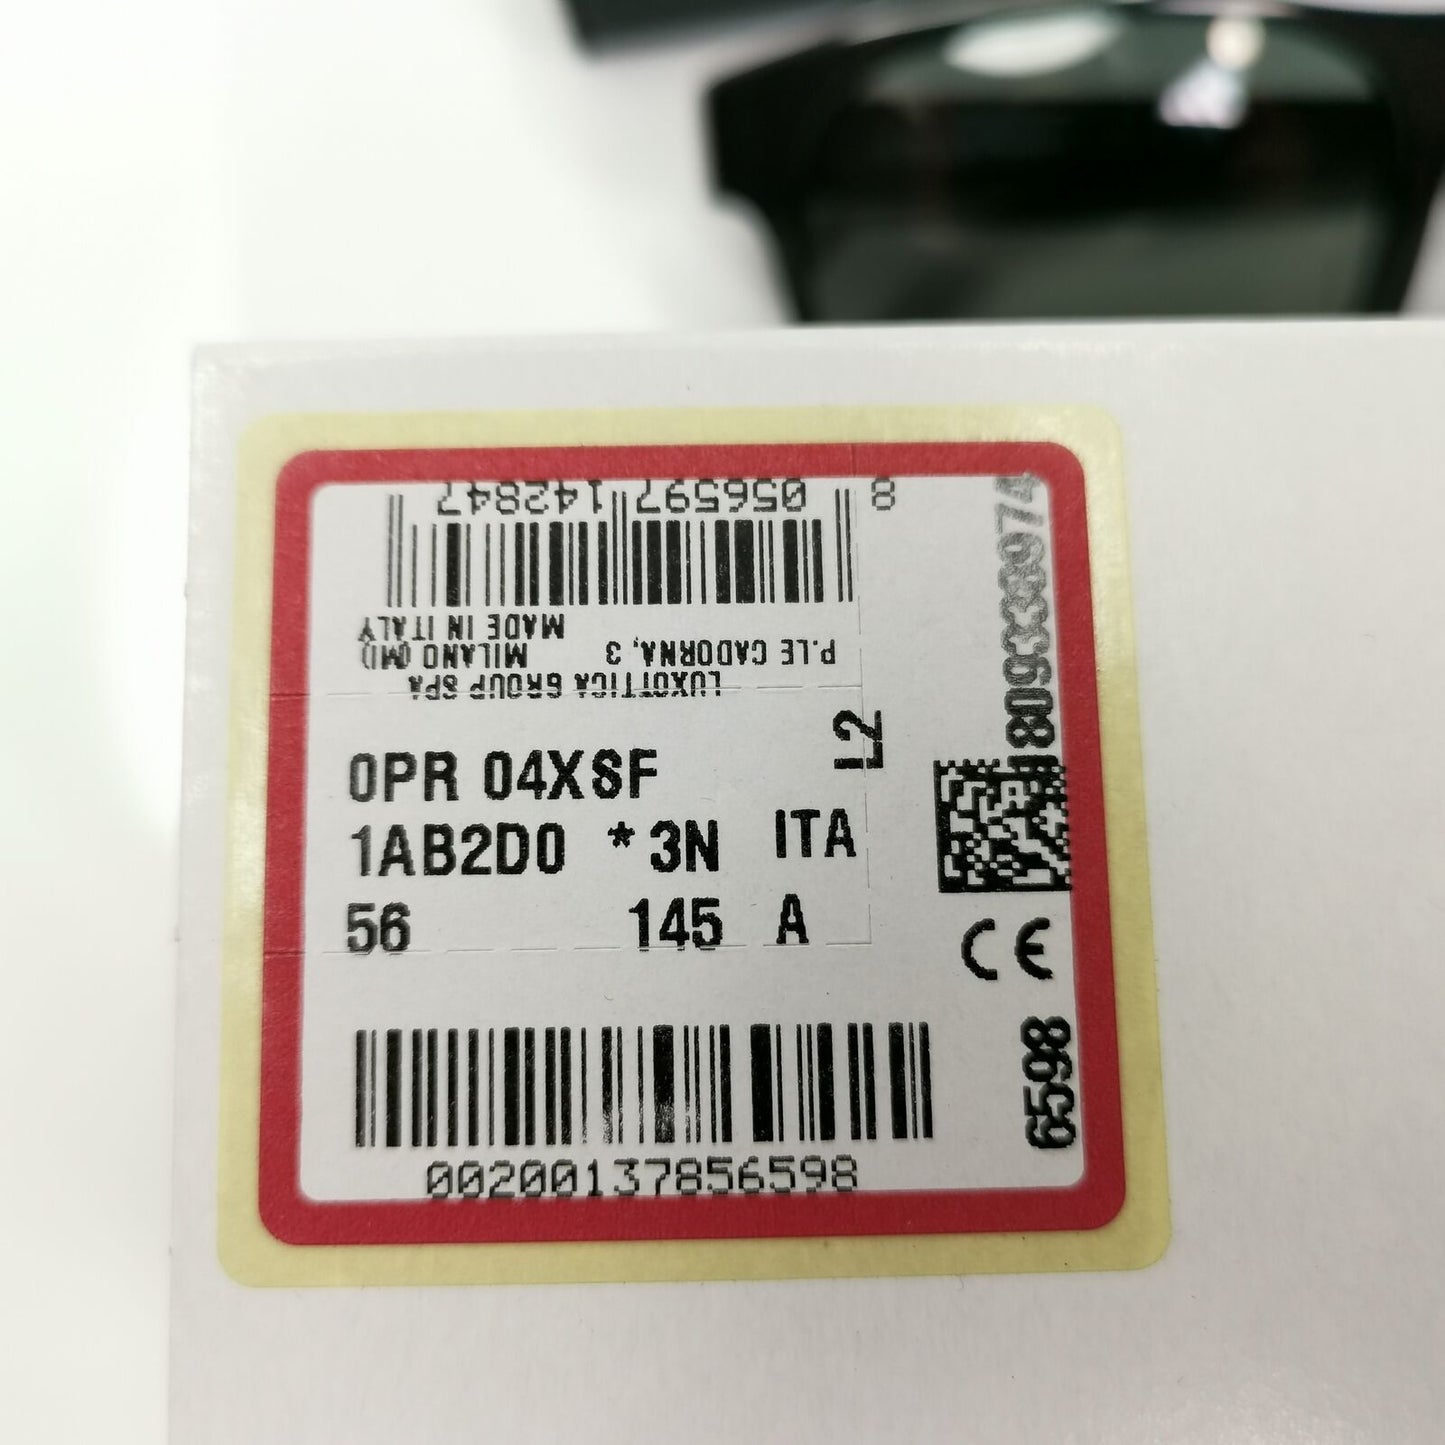 8 056597 142847
LUXOTTICA GROUP SPA
P.LE CADORNA, 3 MILANO (MI)
MADE IN ITALY
L2
0PR 04XSF
1AB2D0 *3N ITA
56 145 A
CE
6598
00200137856598